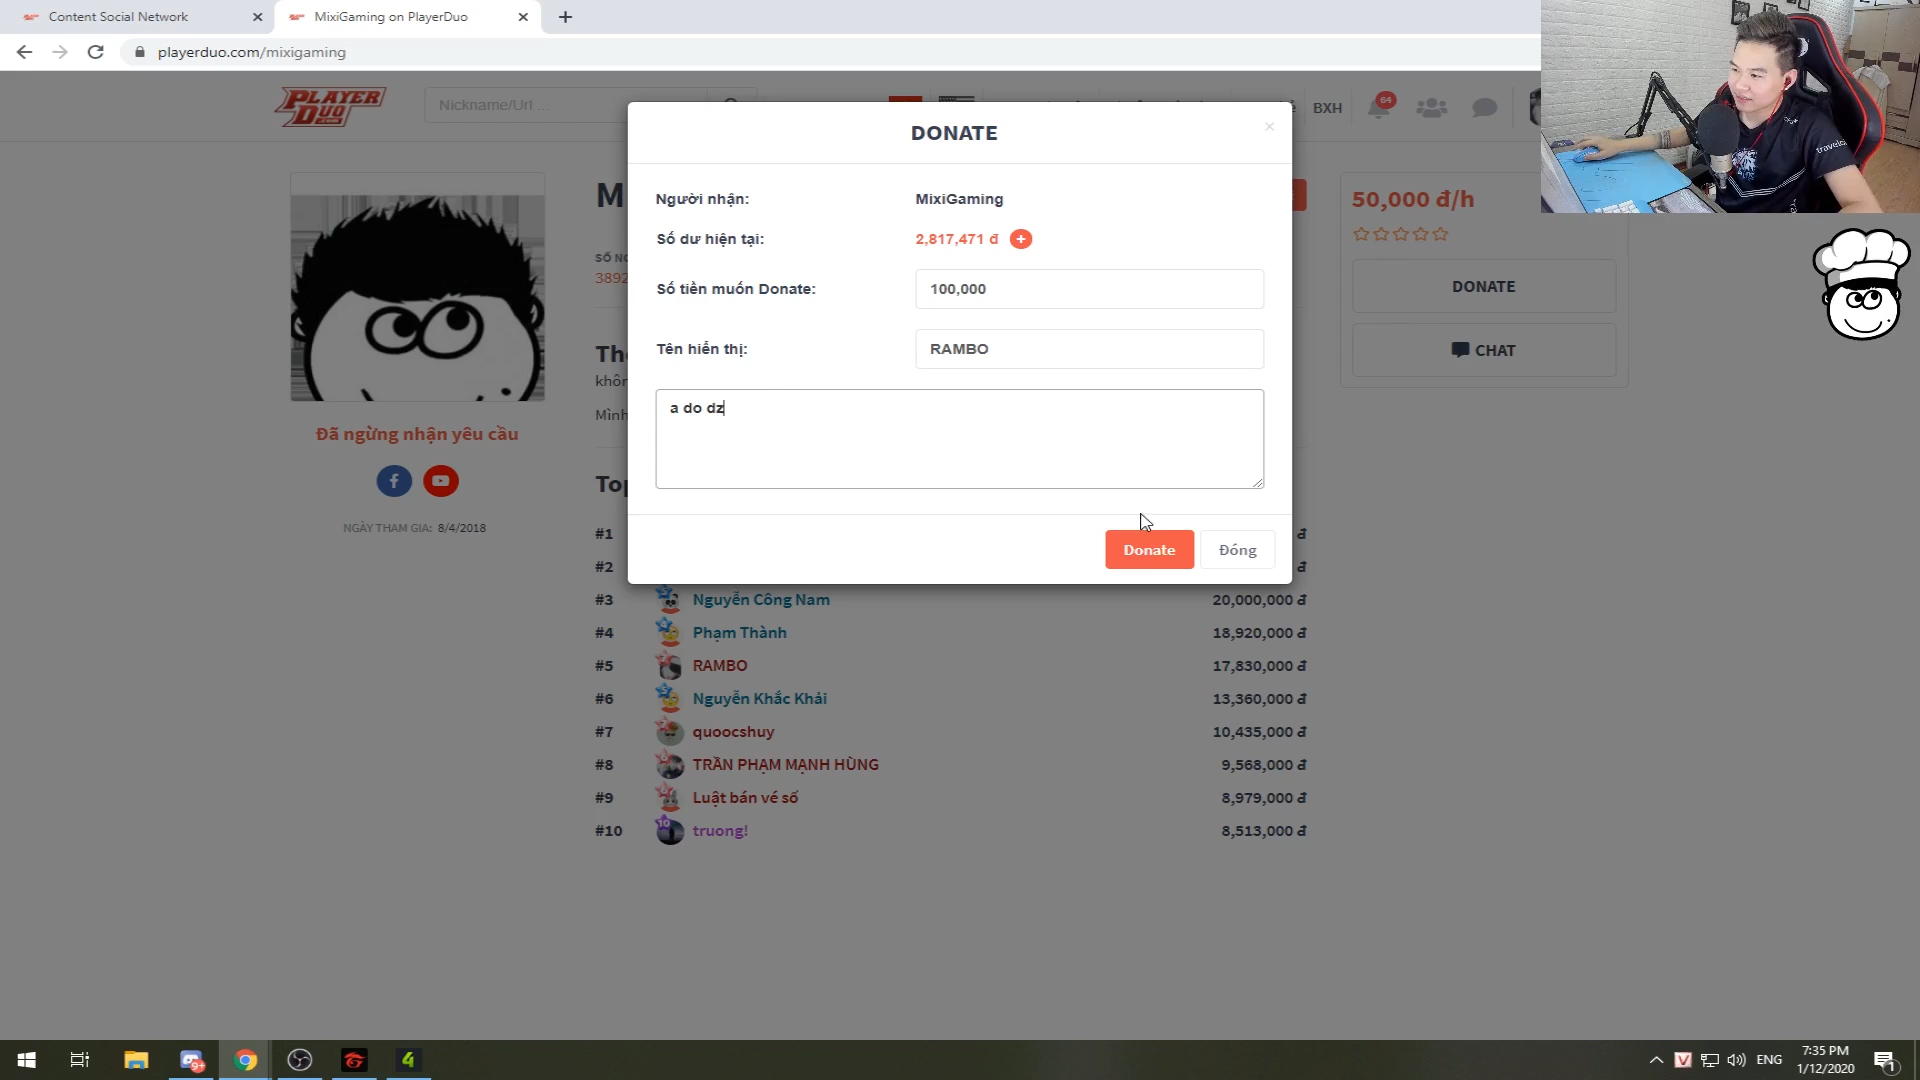 Content Social Network
MixiGaming on PlayerDuo
playerduo.com/mixigaming
PLAYER DUO
Nickname/Url ...
BXH
64
DONATE
Người nhận: MixiGaming
Số dư hiện tại: 2,817,471 đ
Số tiền muốn Donate: 100,000
Tên hiển thị: RAMBO
a do dz
Donate
Đóng
50,000 đ/h
DONATE
CHAT
Đã ngừng nhận yêu cầu
NGÀY THAM GIA: 8/4/2018
M
3892
Mình
#1 đ
#2 đ
#3 Nguyễn Công Nam 20,000,000 đ
#4 Phạm Thành 18,920,000 đ
#5 RAMBO 17,830,000 đ
#6 Nguyễn Khắc Khải 13,360,000 đ
#7 quoocshuy 10,435,000 đ
#8 TRẦN PHẠM MẠNH HÙNG 9,568,000 đ
#9 Luật bán vé số 8,979,000 đ
#10 truong! 8,513,000 đ
9+
ENG
7:35 PM
1/12/2020
1